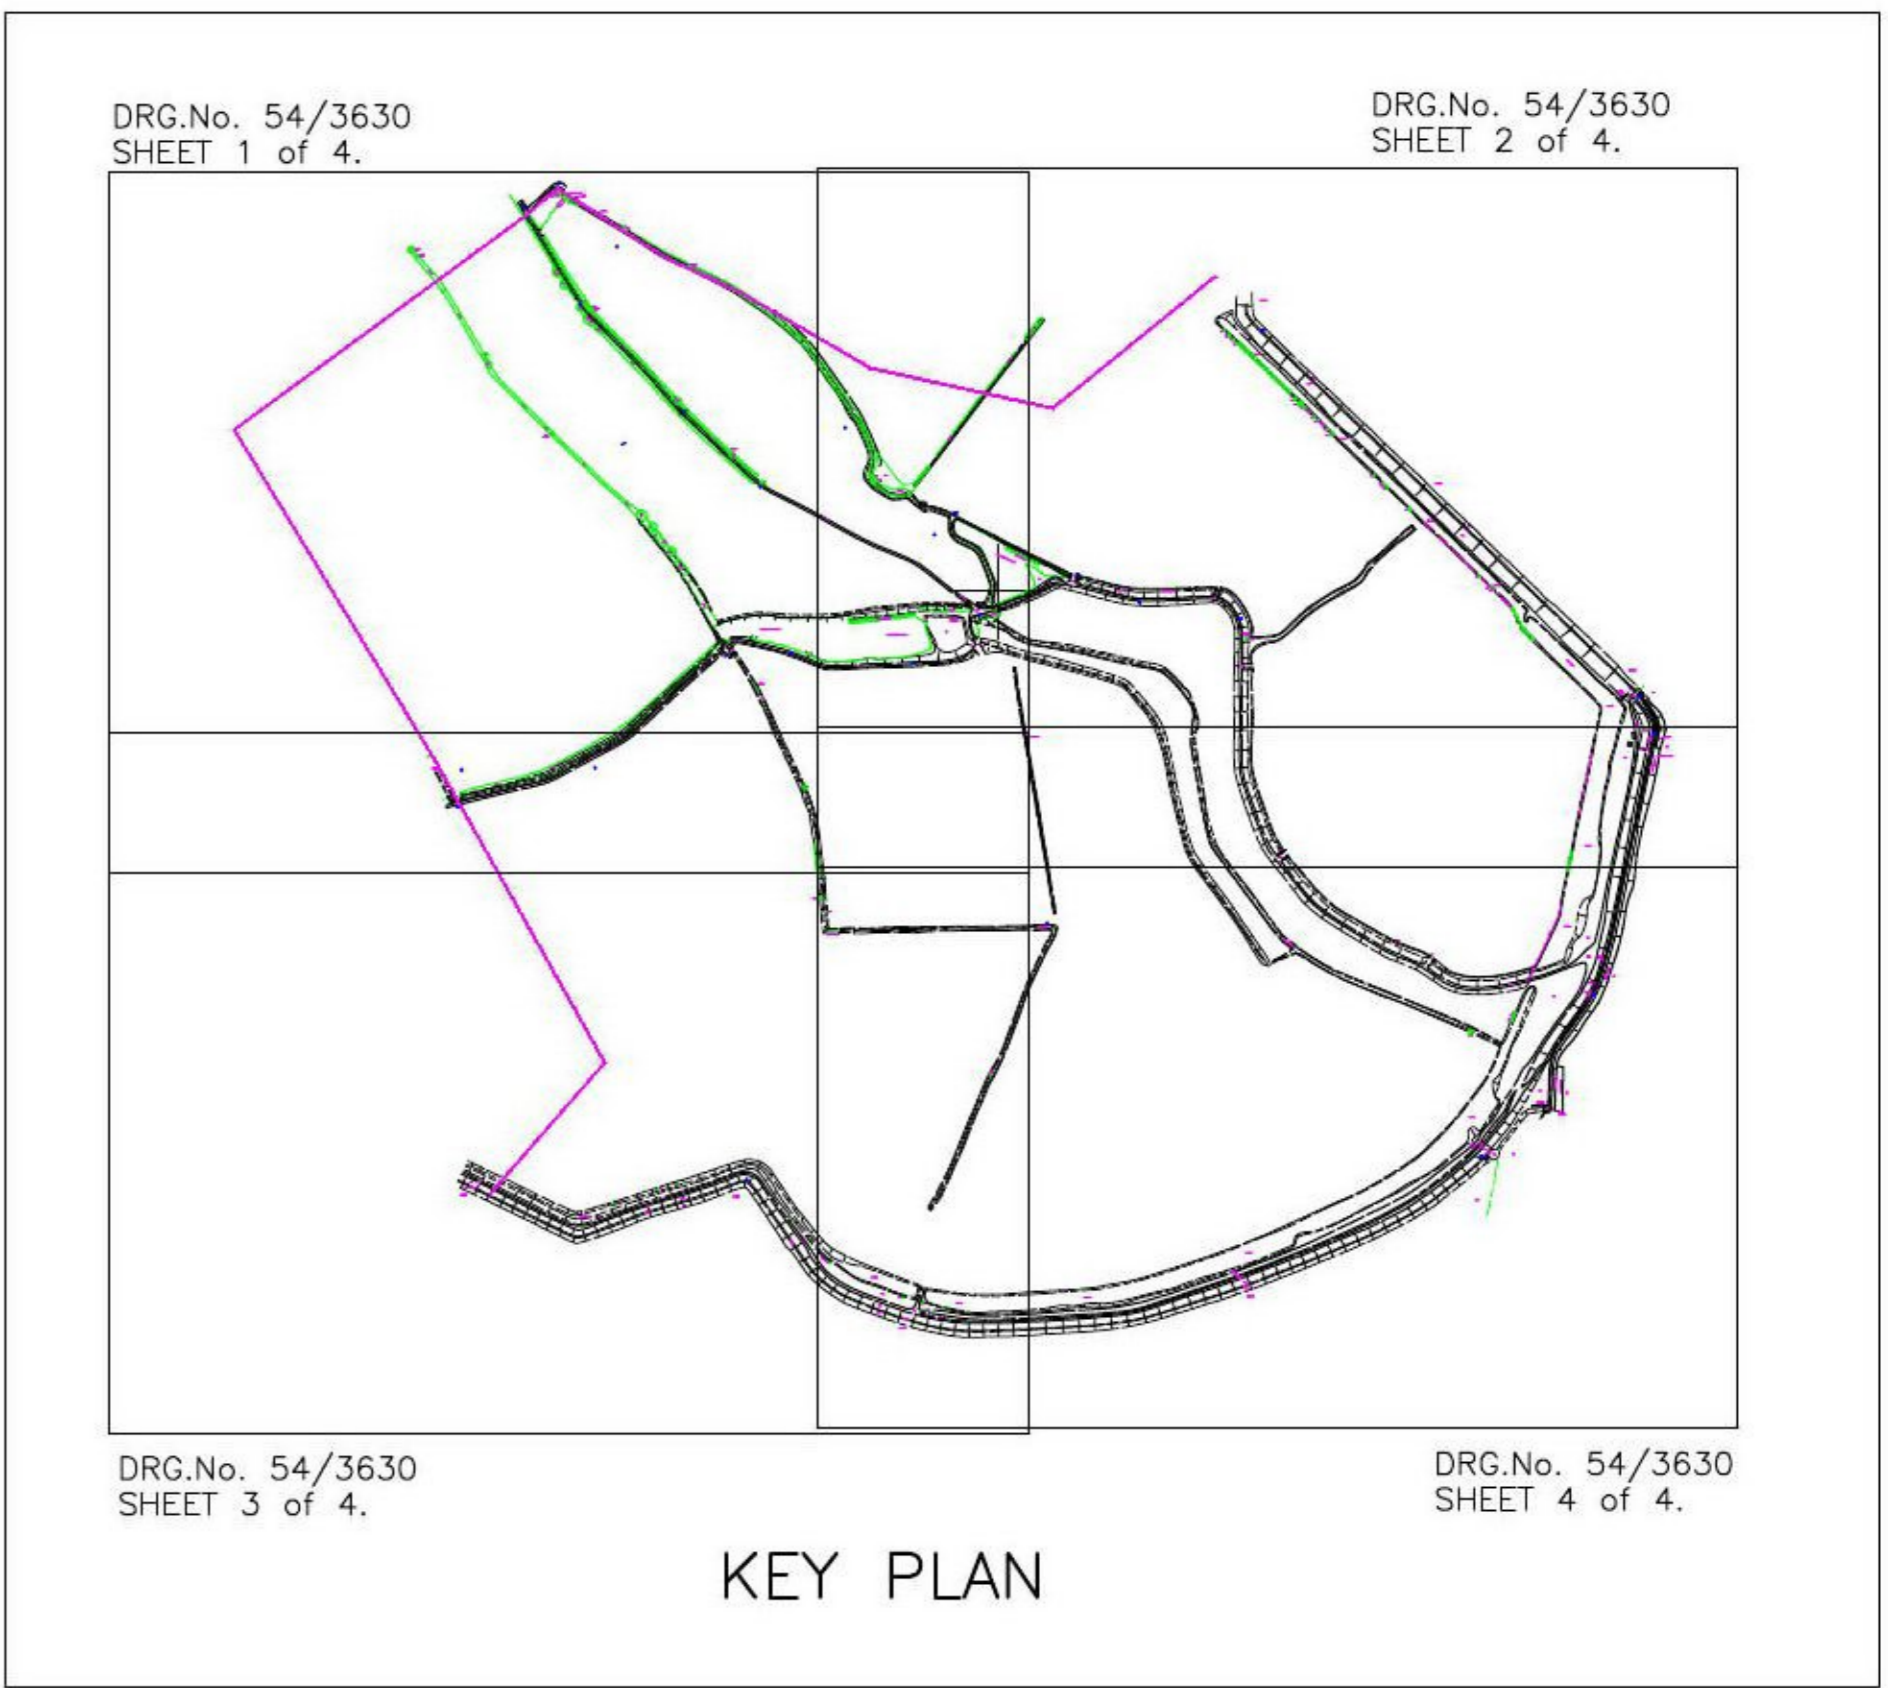 DRG.No. 54/3630
SHEET 1 of 4.
DRG.No. 54/3630
SHEET 2 of 4.
DRG.No. 54/3630
SHEET 3 of 4.
DRG.No. 54/3630
SHEET 4 of 4.
KEY PLAN